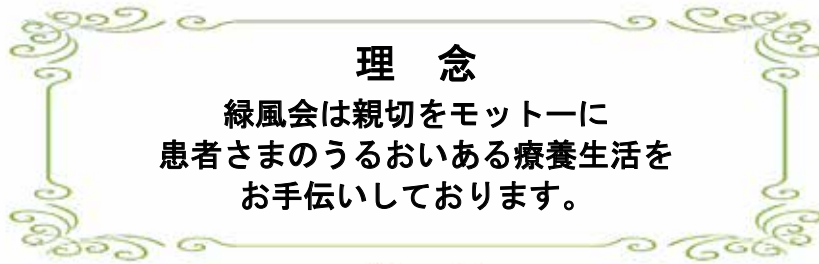 理　念
緑風会は親切をモットーに
患者さまのうるおいある療養生活を
お手伝いしております。